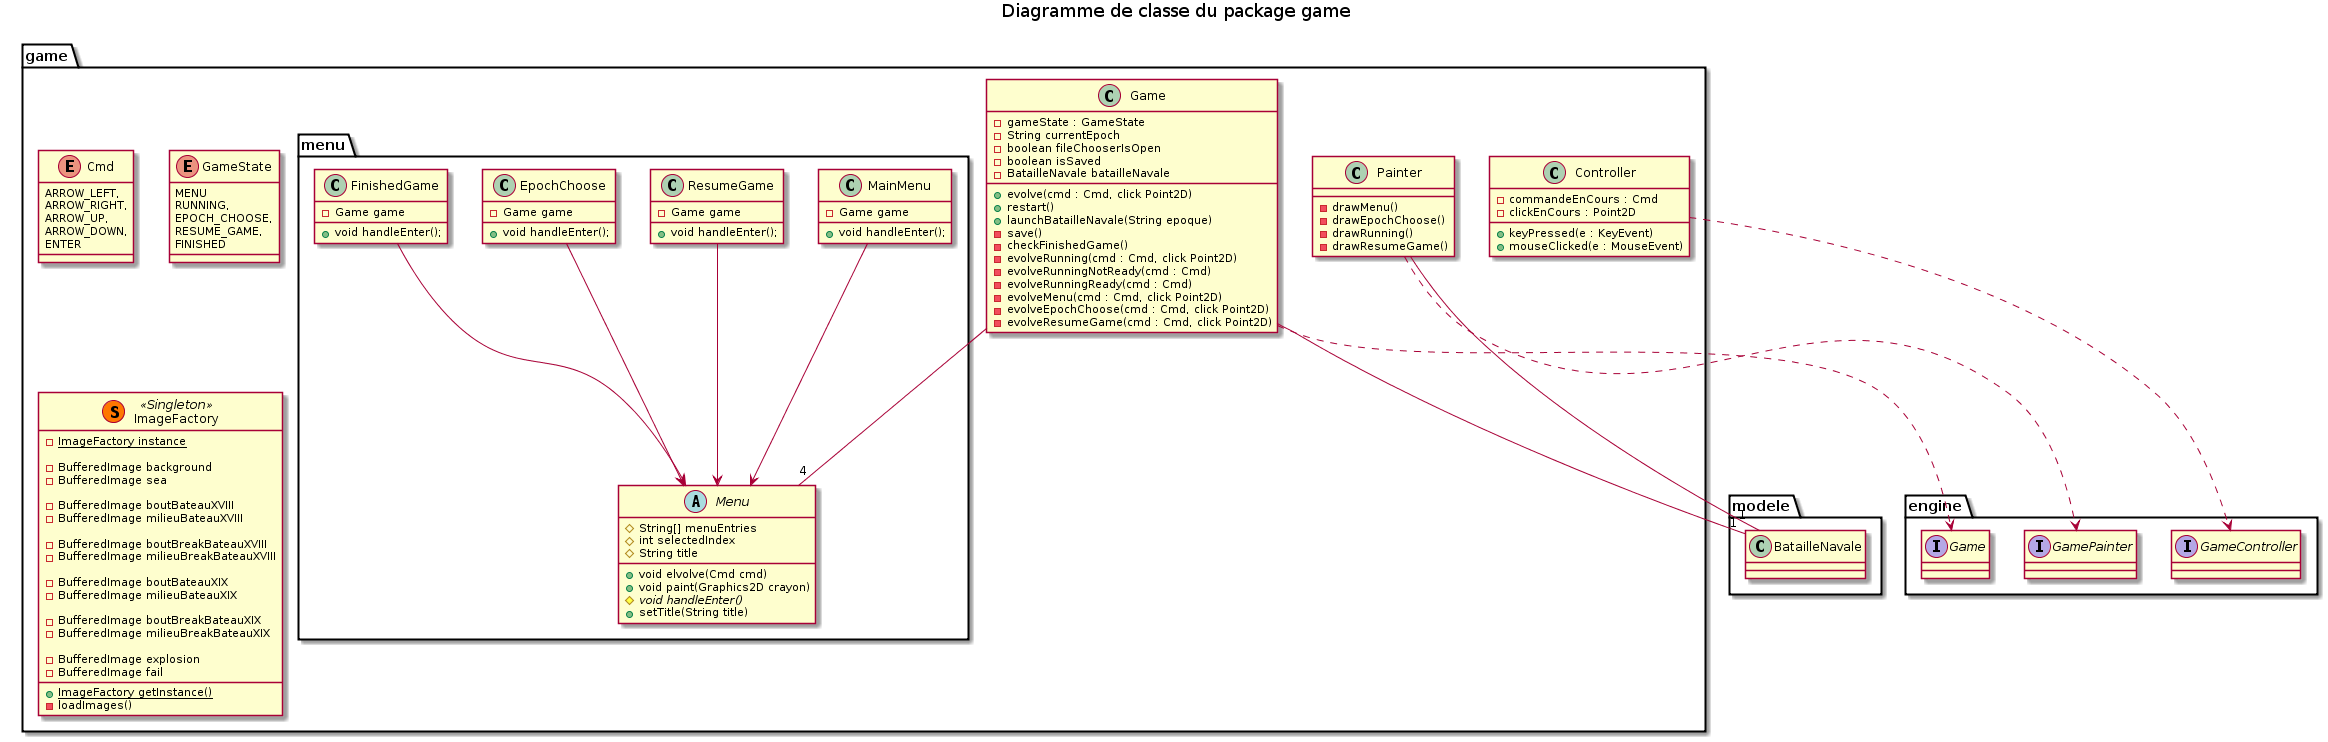 Diagramme de classe du package game
game
C Game
gameState : GameState
String currentEpoch
boolean fileChooserIsOpen
boolean isSaved
BatailleNavale batailleNavale
evolve(cmd : Cmd, click Point2D)
restart()
launchBatailleNavale(String epoque)
save()
checkFinishedGame()
evolveRunning(cmd : Cmd, click Point2D)
evolveRunningNotReady(cmd : Cmd)
evolveRunningReady(cmd : Cmd)
evolveMenu(cmd : Cmd, click Point2D)
evolveEpochChoose(cmd : Cmd, click Point2D)
evolveResumeGame(cmd : Cmd, click Point2D)
E Cmd
ARROW_LEFT,
ARROW_RIGHT,
ARROW_UP,
ARROW_DOWN,
ENTER
E GameState
MENU
RUNNING,
EPOCH_CHOOSE,
RESUME_GAME,
FINISHED
menu
C FinishedGame
Game game
void handleEnter();
C EpochChoose
Game game
void handleEnter();
C ResumeGame
Game game
void handleEnter();
C MainMenu
Game game
void handleEnter();
C Painter
drawMenu()
drawEpochChoose()
drawRunning()
drawResumeGame()
C Controller
commandeEnCours : Cmd
clickEnCours : Point2D
keyPressed(e : KeyEvent)
mouseClicked(e : MouseEvent)
S «Singleton»
ImageFactory
ImageFactory instance
BufferedImage background
BufferedImage sea
BufferedImage boutBateauXVIII
BufferedImage milieuBateauXVIII
BufferedImage boutBreakBateauXVIII
BufferedImage milieuBreakBateauXVIII
BufferedImage boutBateauXIX
BufferedImage milieuBateauXIX
BufferedImage boutBreakBateauXIX
BufferedImage milieuBreakBateauXIX
BufferedImage explosion
BufferedImage fail
ImageFactory getInstance()
loadImages()
4
A Menu
String[] menuEntries
int selectedIndex
String title
void elvolve(Cmd cmd)
void paint(Graphics2D crayon)
void handleEnter()
setTitle(String title)
modele
1
1
C BatailleNavale
engine
I Game
I GamePainter
I GameController